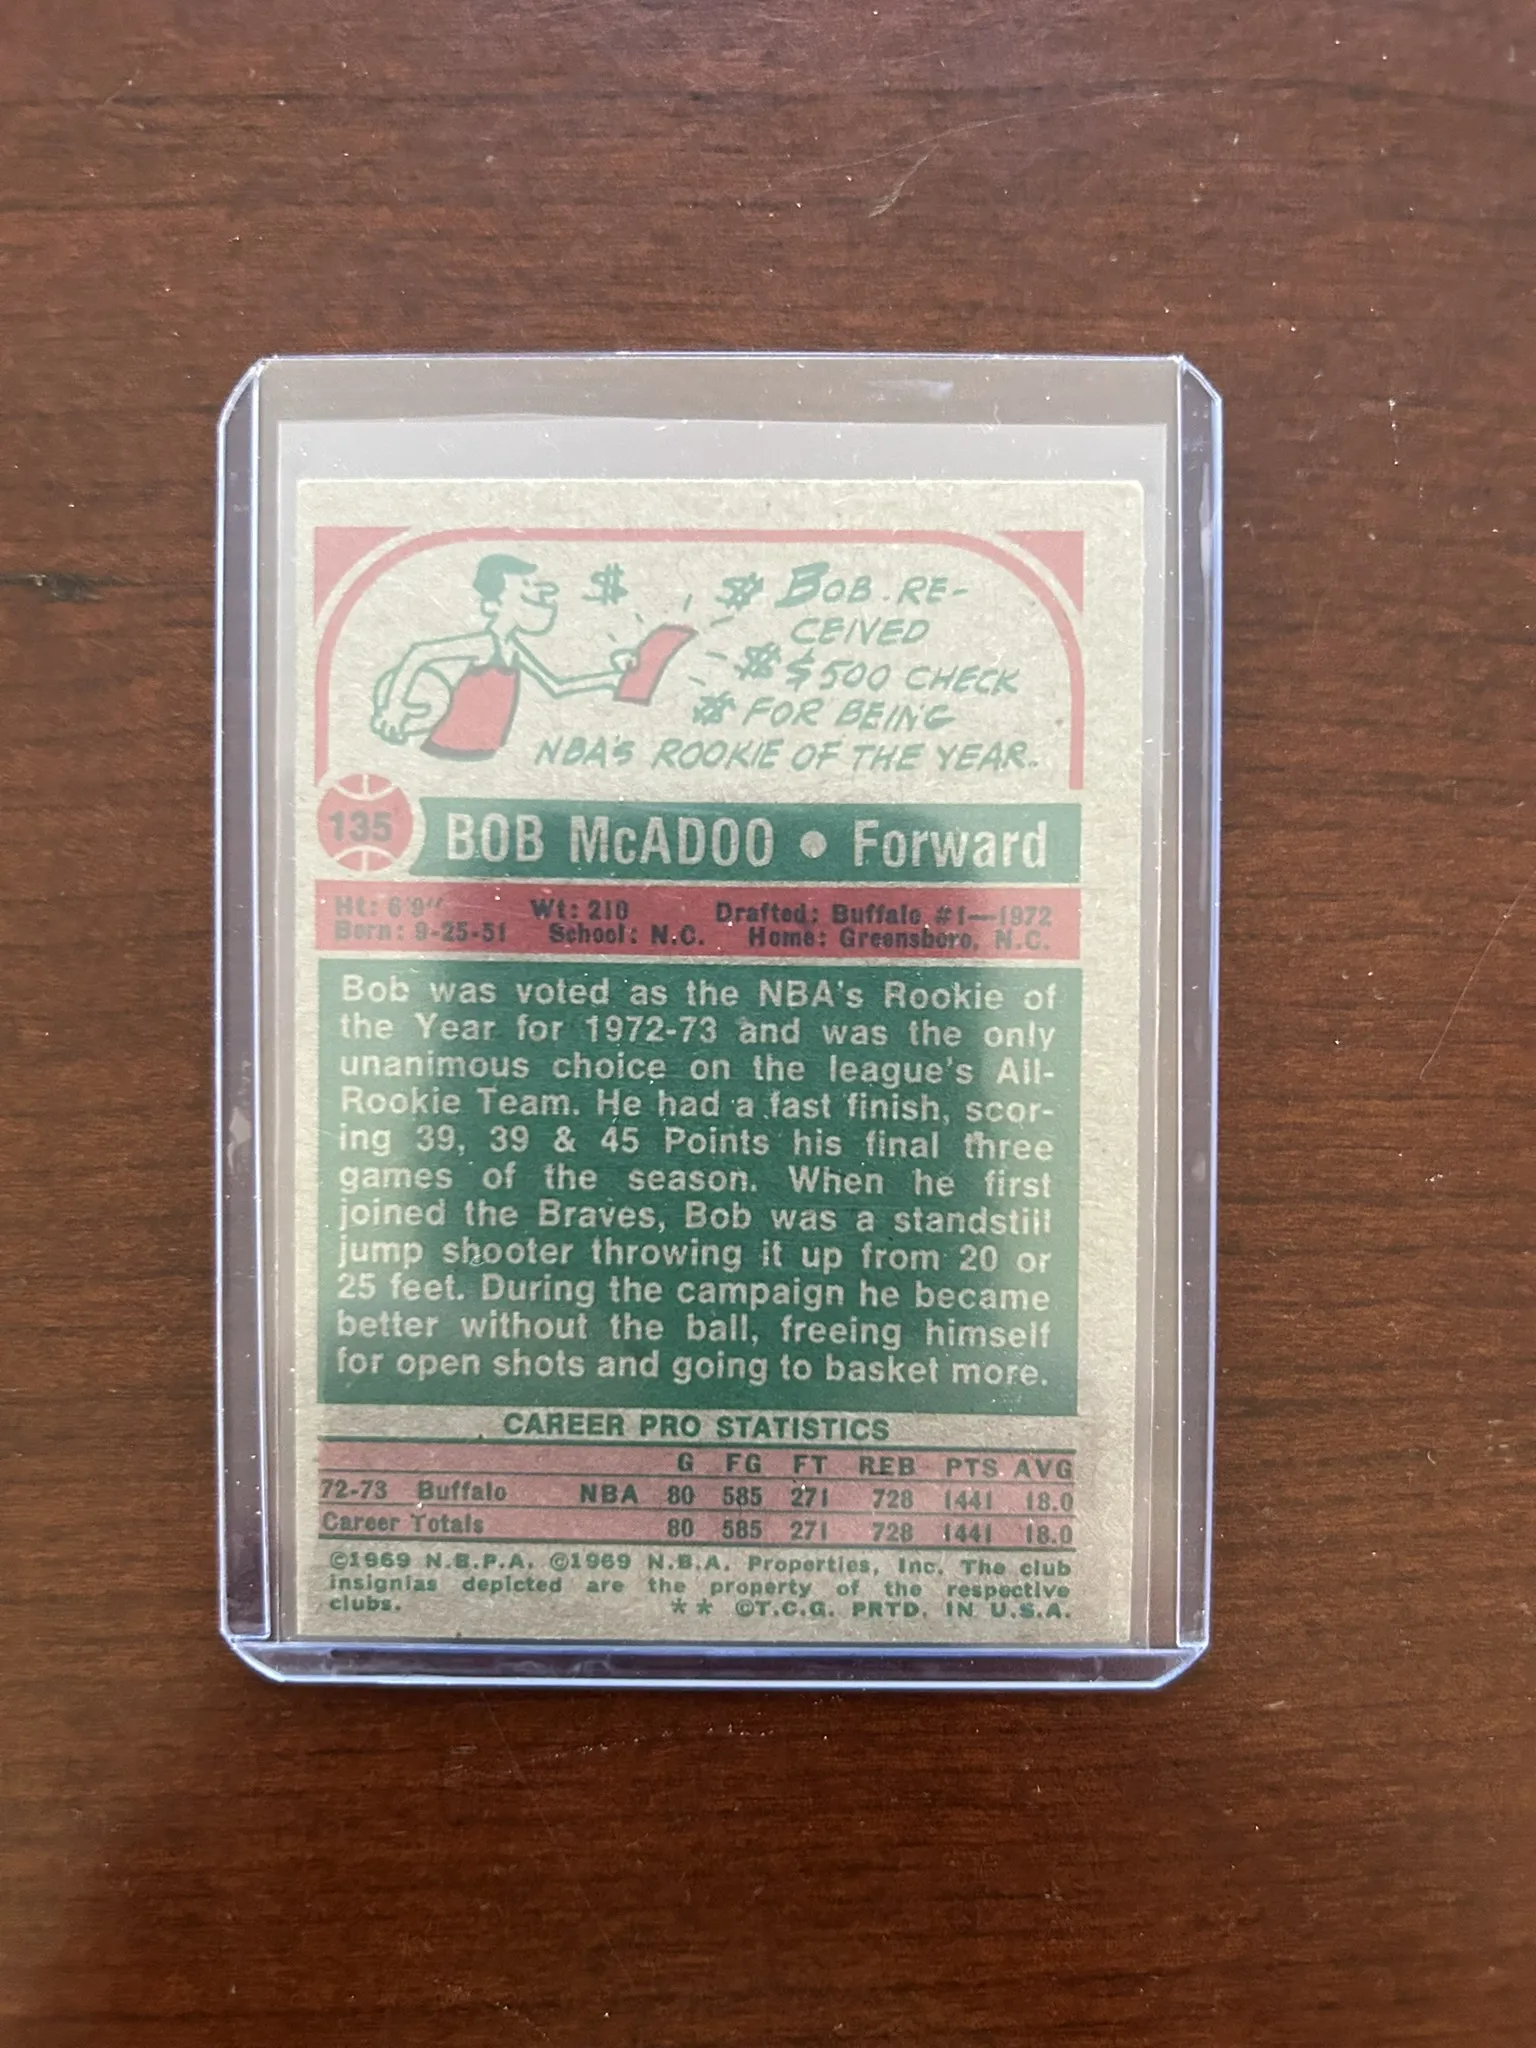 $ $ BOB RE-
CEIVED
$ $500 CHECK
$ FOR BEING
NBA'S ROOKIE OF THE YEAR.
135 BOB McADOO • Forward
Ht: 6'9" Wt: 210 Drafted: Buffalo #1—1972
Born: 9-25-51 School: N.C. Home: Greensboro, N.C.
Bob was voted as the NBA's Rookie of
the Year for 1972-73 and was the only
unanimous choice on the league's All-
Rookie Team. He had a fast finish, scor-
ing 39, 39 & 45 Points his final three
games of the season. When he first
joined the Braves, Bob was a standstill
jump shooter throwing it up from 20 or
25 feet. During the campaign he became
better without the ball, freeing himself
for open shots and going to basket more.
CAREER PRO STATISTICS
G FG FT REB PTS AVG
72-73 Buffalo NBA 80 585 271 728 1441 18.0
Career Totals 80 585 271 728 1441 18.0
©1969 N.B.P.A. ©1969 N.B.A. Properties, Inc. The club
insignias depicted are the property of the respective
clubs. ** ©T.C.G. PRTD. IN U.S.A.